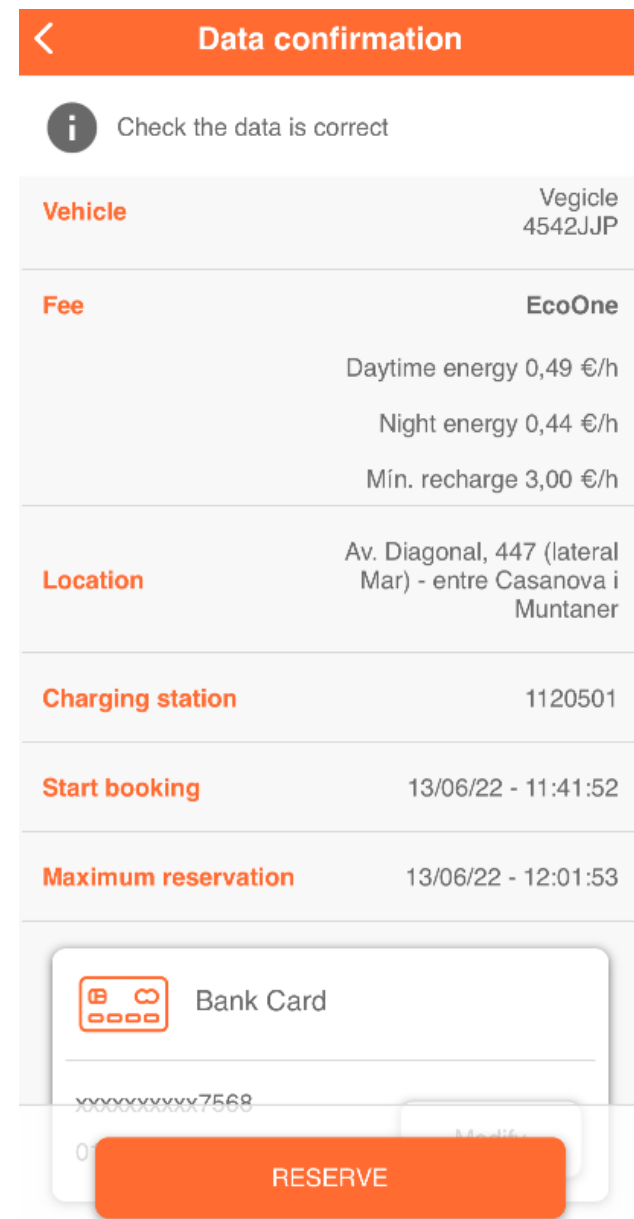 Data confirmation
Check the data is correct
Vehicle
Vegicle
4542JJP
Fee
EcoOne
Daytime energy 0,49 €/h
Night energy 0,44 €/h
Mín. recharge 3,00 €/h
Location
Av. Diagonal, 447 (lateral
Mar) - entre Casanova i
Muntaner
Charging station
1120501
Start booking
13/06/22 - 11:41:52
Maximum reservation
13/06/22 - 12:01:53
Bank Card
xxxxxxxxxx7568
Modify
RESERVE